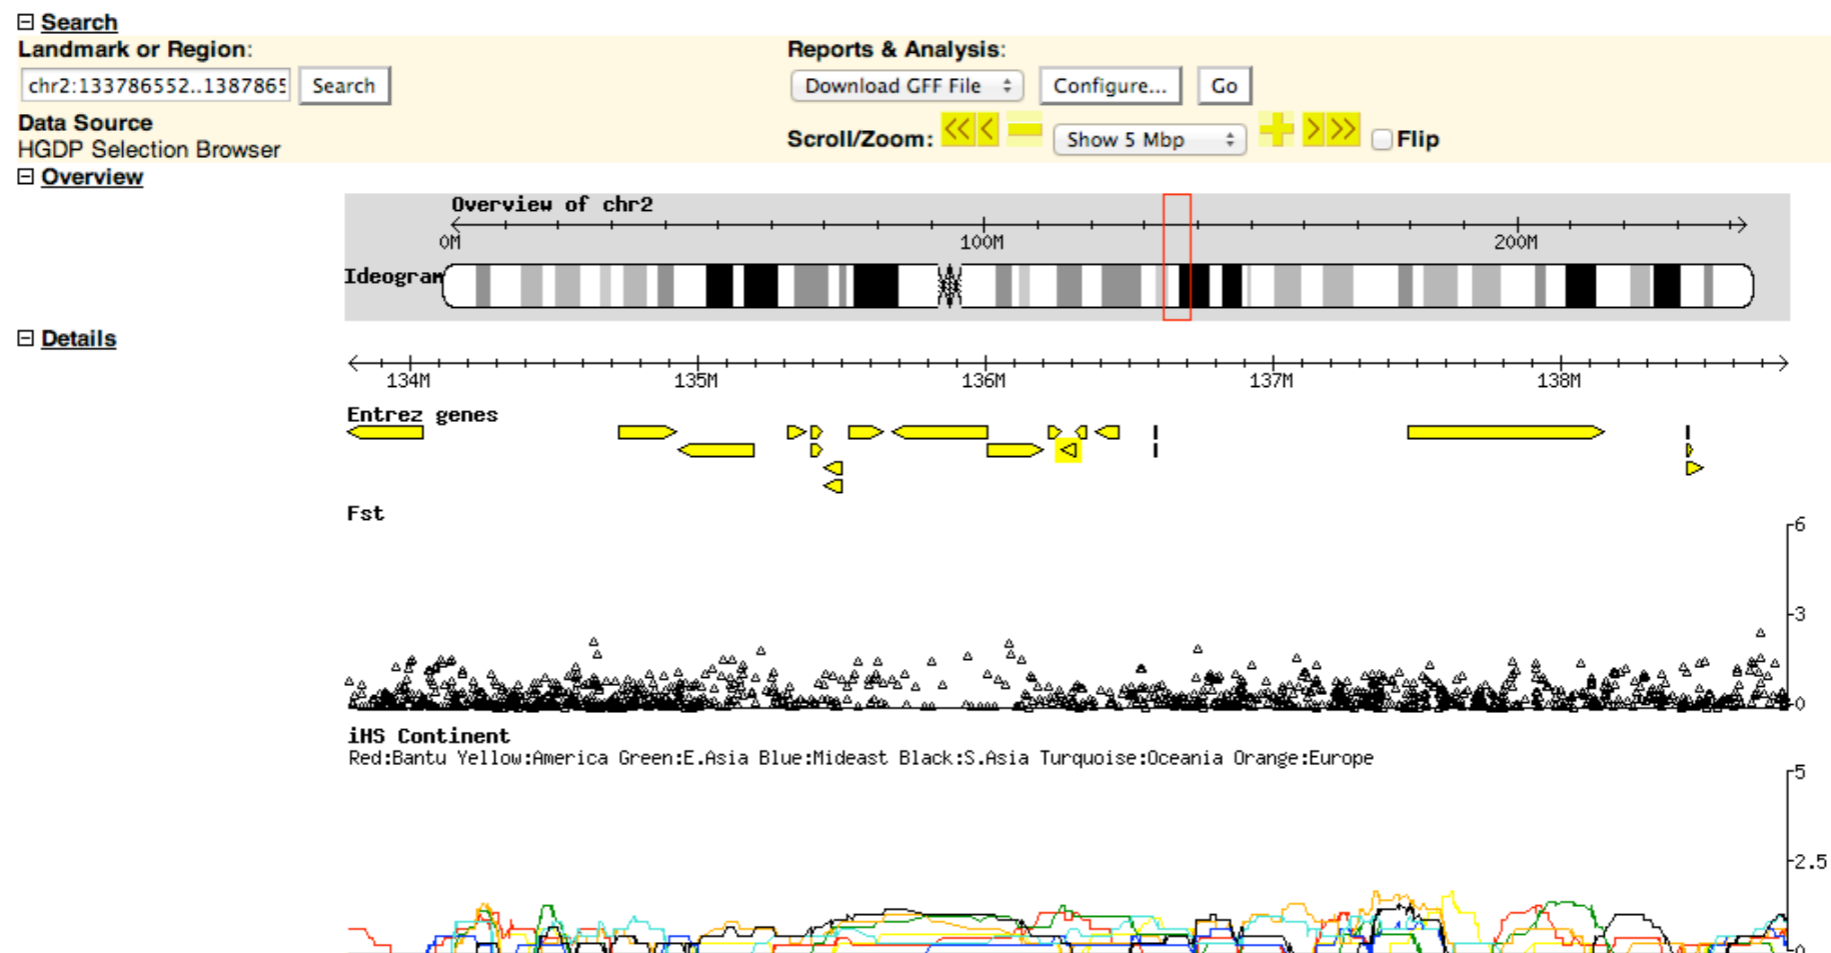 Search
Landmark or Region:
Reports & Analysis:
chr2:133786552..1387865
Search
Download GFF File
Configure...
Go
Data Source
HGDP Selection Browser
Scroll/Zoom:
<< <
Show 5 Mbp
> >>
Flip
Overview
Overview of chr2
0M 100M 200M
Ideogram
Details
134M 135M 136M 137M 138M
Entrez genes
Fst
6
3
0
iHS Continent
Red:Bantu Yellow:America Green:E.Asia Blue:Mideast Black:S.Asia Turquoise:Oceania Orange:Europe
5
2.5
0